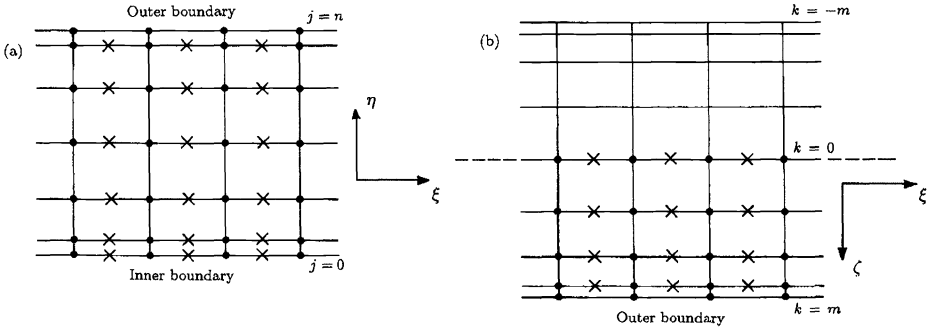 Outer boundary
j = n
(a)
η
ξ
j = 0
Inner boundary
k = −m
(b)
k = 0
ξ
ζ
k = m
Outer boundary